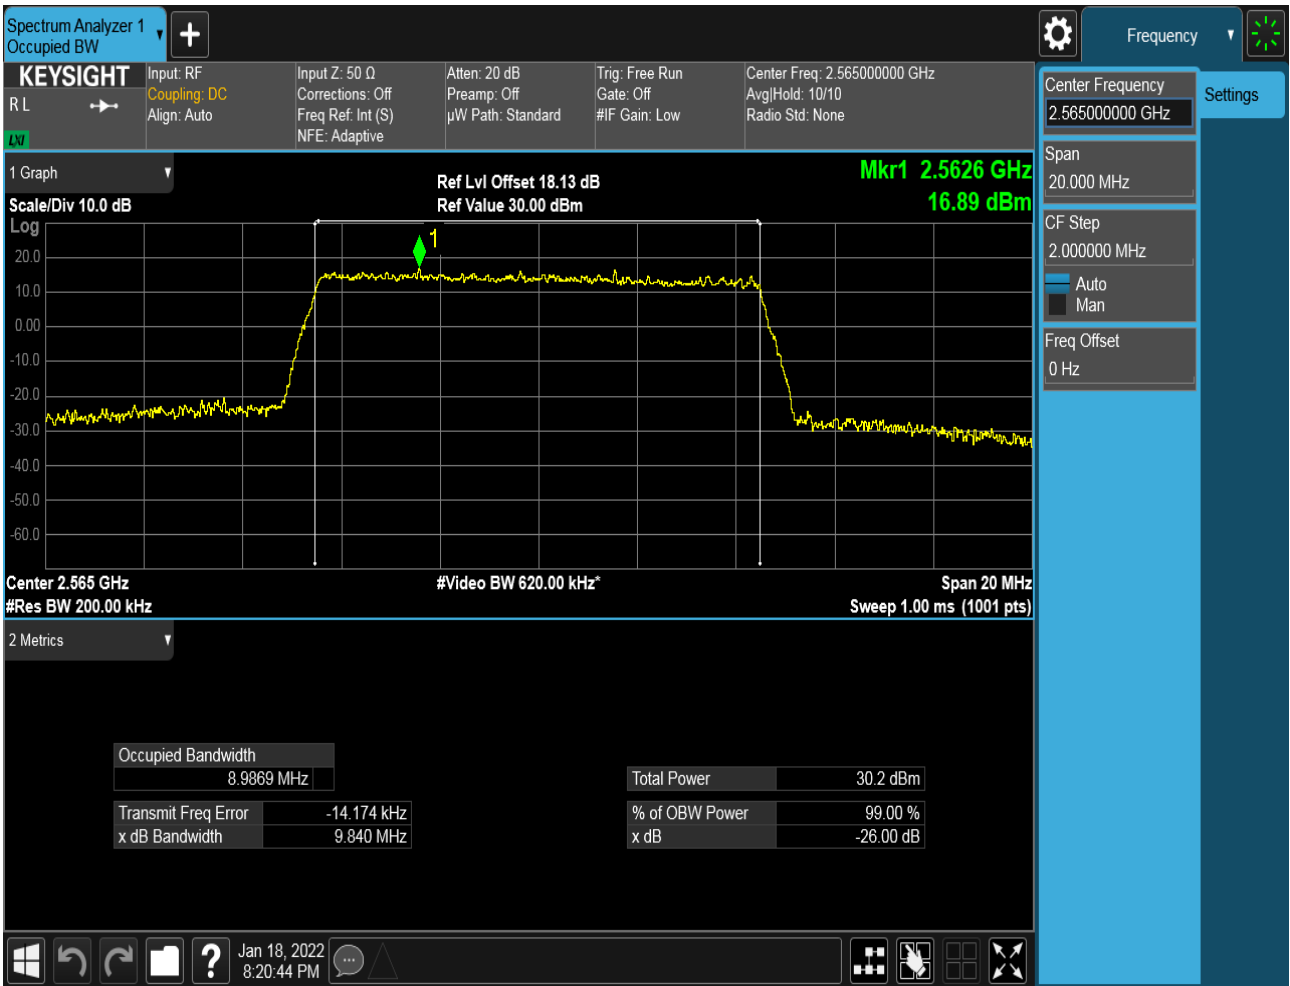 Spectrum Analyzer 1
Occupied BW
Frequency
KEYSIGHT
R L
LXI
Input: RF
Coupling: DC
Align: Auto
Input Z: 50 Ω
Corrections: Off
Freq Ref: Int (S)
NFE: Adaptive
Atten: 20 dB
Preamp: Off
µW Path: Standard
Trig: Free Run
Gate: Off
#IF Gain: Low
Center Freq: 2.565000000 GHz
Avg|Hold: 10/10
Radio Std: None
Center Frequency
2.565000000 GHz
Settings
Span
20.000 MHz
CF Step
2.000000 MHz
Auto
Man
Freq Offset
0 Hz
1 Graph
Scale/Div 10.0 dB
Ref Lvl Offset 18.13 dB
Ref Value 30.00 dBm
Mkr1 2.5626 GHz
16.89 dBm
Log
1
20.0
10.0
0.00
-10.0
-20.0
-30.0
-40.0
-50.0
-60.0
Center 2.565 GHz
#Video BW 620.00 kHz*
Span 20 MHz
#Res BW 200.00 kHz
Sweep 1.00 ms (1001 pts)
2 Metrics
Occupied Bandwidth
8.9869 MHz
Total Power 30.2 dBm
Transmit Freq Error -14.174 kHz
% of OBW Power 99.00 %
x dB Bandwidth 9.840 MHz
x dB -26.00 dB
Jan 18, 2022
8:20:44 PM